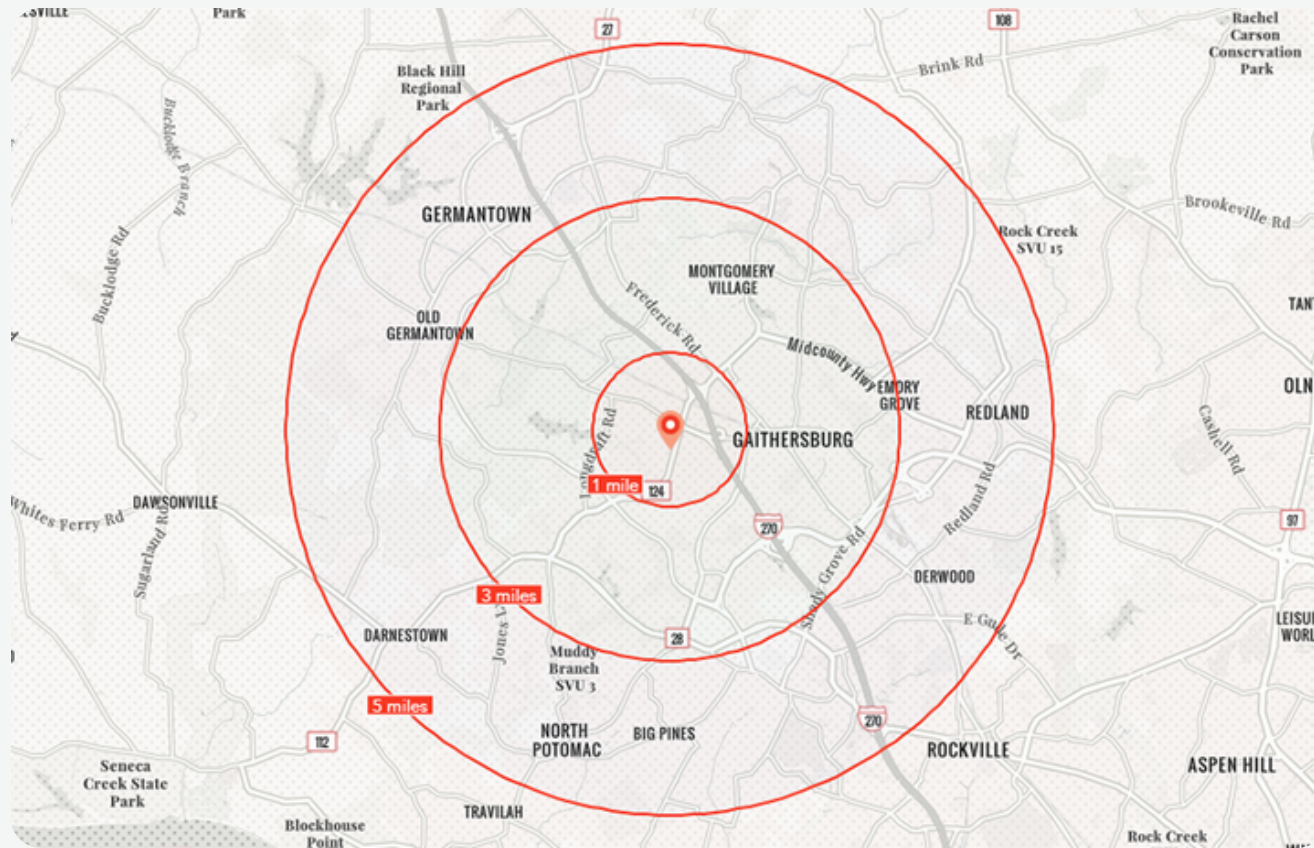 Park
27
108
Rachel
Carson
Conservation
Park
Brink Rd
Black Hill
Regional
Park
Bucklodge Branch
GERMANTOWN
Brookeville Rd
Rock Creek
SVU 15
Bucklodge Rd
MONTGOMERY
VILLAGE
Frederick Rd
OLD
GERMANTOWN
Midcounty Hwy
EMORY
GROVE
REDLAND
Cashell Rd
GAITHERSBURG
Longdraft Rd
1 mile
124
DAWSONVILLE
Whites Ferry Rd
Sugarland Rd
270
Redland Rd
97
Shady Grove Rd
DERWOOD
3 miles
E Gude Dr
28
DARNESTOWN
Jones Ln
Muddy
Branch
SVU 3
5 miles
270
112
NORTH
POTOMAC
BIG PINES
ROCKVILLE
ASPEN HILL
Seneca
Creek State
Park
TRAVILAH
Blockhouse
Point
Rock Creek